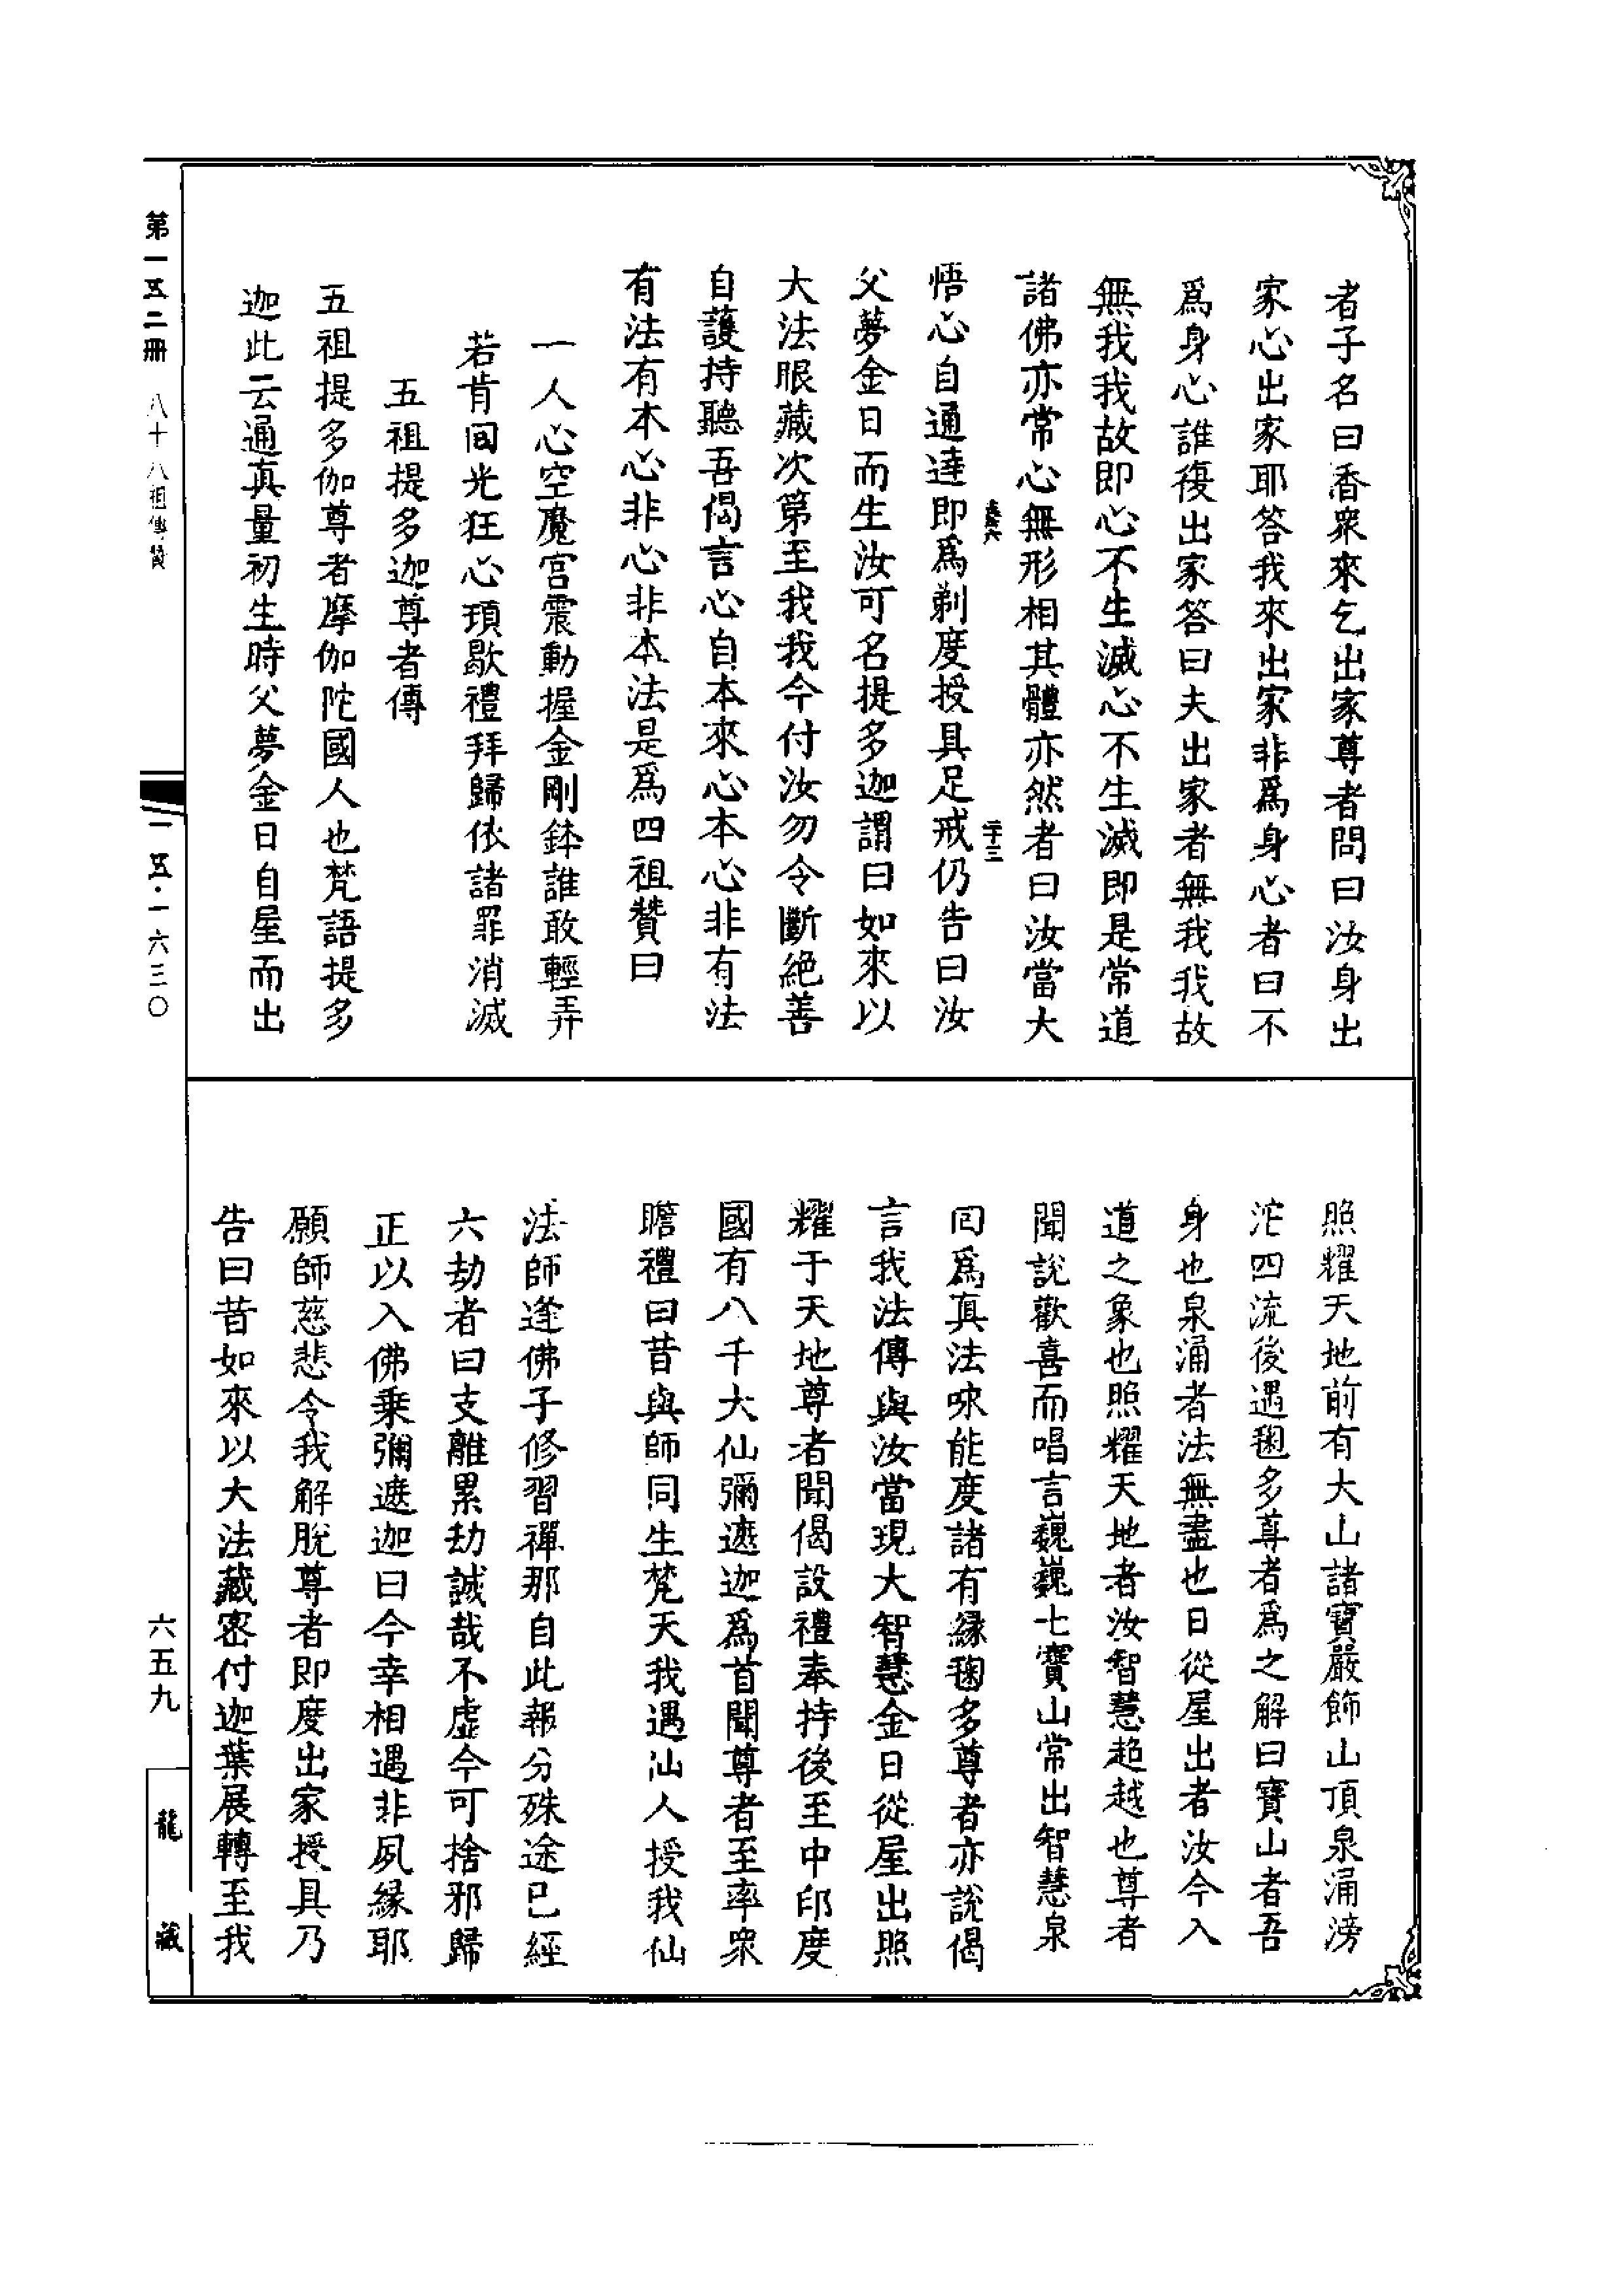 者子名曰香衆來乞出家尊者問曰汝身出
家心出家耶答我來出家非爲身心者曰不
爲身心誰復出家答曰夫出家者無我我故
無我我故即心不生滅心不生滅即是常道
諸佛亦常心無形相其體亦然者曰汝當大
悟心自通達即爲剃度授具足戒仍告曰汝
父夢金日而生汝可名提多迦謂曰如來以
大法眼藏次第至我我今付汝勿令斷絶善
自護持聽吾偈言心自本來心本心非有法
有法有本心非心非本法是爲四祖贊曰
一人心空魔宮震動握金剛鉢誰敢輕弄
若肯回光狂心頓歇禮拜歸依諸罪消滅
五祖提多迦尊者傳
五祖提多伽尊者摩伽陀國人也梵語提多
迦此云通真量初生時父夢金日自屋而出
照耀天地前有大山諸寶嚴飾山頂泉涌滂
沱四流後遇毱多尊者爲之解曰寶山者吾
身也泉涌者法無盡也日從屋出者汝今入
道之象也照耀天地者汝智慧超越也尊者
聞說歡喜而唱言巍巍七寶山常出智慧泉
回爲真法味能度諸有緣毱多尊者亦說偈
言我法傳與汝當現大智慧金日從屋出照
耀于天地尊者聞偈設禮奉持後至中印度
國有八千大仙彌遮迦爲首聞尊者至率衆
瞻禮曰昔與師同生梵天我遇仙人授我仙
法師逢佛子修習禪那自此報分殊途已經
六劫者曰支離累劫誠哉不虛今可捨邪歸
正以入佛乘彌遮迦曰今幸相遇非夙緣耶
願師慈悲令我解脫尊者即度出家授具乃
告曰昔如來以大法藏密付迦葉展轉至我
第一五二冊
八十八祖傳贊
一五·一六三〇
六五九
龍藏